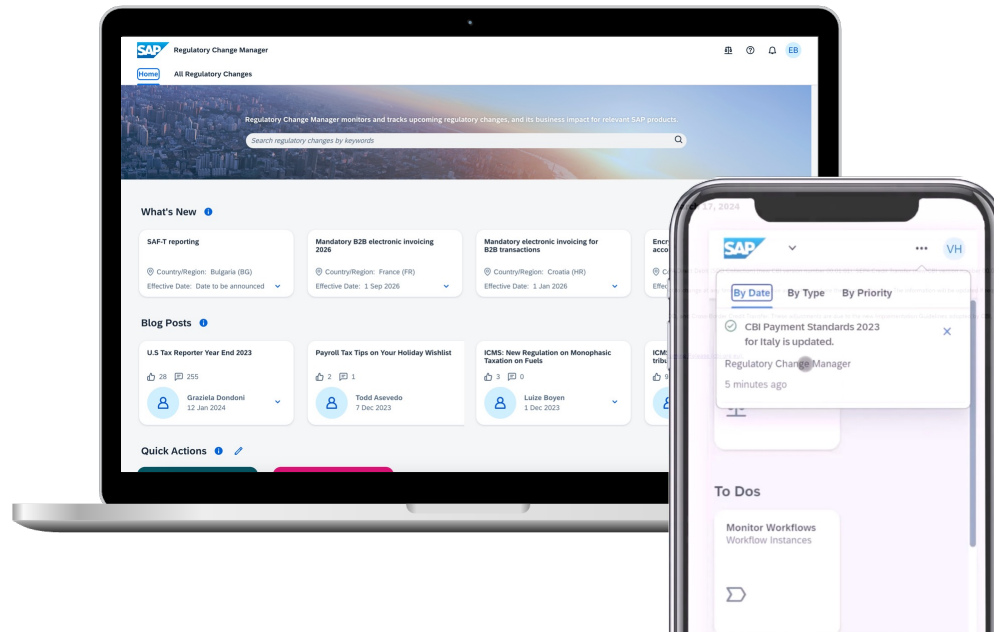 SAP Regulatory Change Manager
EB
Home All Regulatory Changes
Regulatory Change Manager monitors and tracks upcoming regulatory changes, and its business impact for relevant SAP products.
Search regulatory changes by keywords
What's New
SAF-T reporting
Country/Region: Bulgaria (BG)
Effective Date: Date to be announced
Mandatory B2B electronic invoicing
2026
Country/Region: France (FR)
Effective Date: 1 Sep 2026
Mandatory electronic invoicing for
B2B transactions
Country/Region: Croatia (HR)
Effective Date: 1 Jan 2026
Blog Posts
U.S Tax Reporter Year End 2023
28 255
Graziela Dondoni
12 Jan 2024
Payroll Tax Tips on Your Holiday Wishlist
2 1
Todd Asevedo
7 Dec 2023
ICMS: New Regulation on Monophasic
Taxation on Fuels
3 0
Luize Boyen
1 Dec 2023
ICMS
Quick Actions
17, 2024
SAP
VH
By Date By Type By Priority
CBI Payment Standards 2023
for Italy is updated.
Regulatory Change Manager
5 minutes ago
To Dos
Monitor Workflows
Workflow Instances